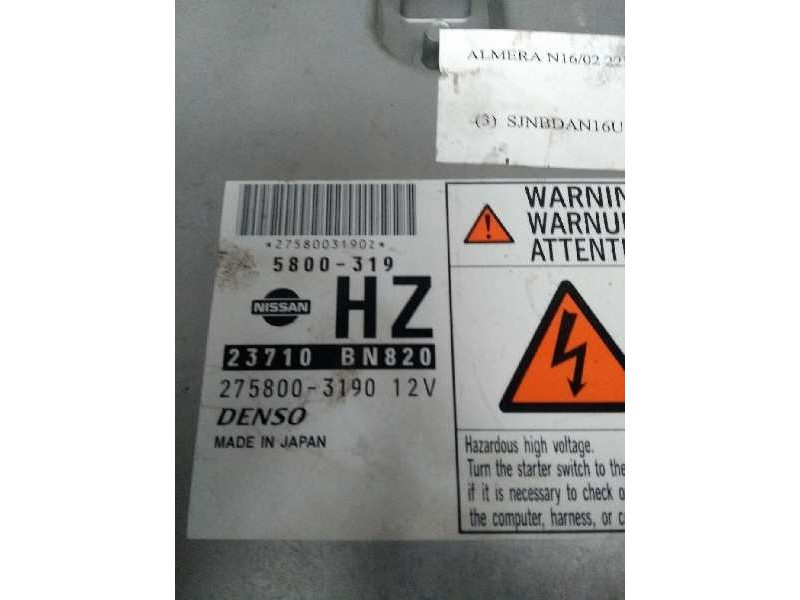 ALMERA N16/02 22
(3) SJNBDAN16U
*27580031902*
5800-319
NISSAN
HZ
23710 BN820
275800-3190 12V
DENSO
MADE IN JAPAN
WARNIN
WARNU
ATTENTI
Hazardous high voltage.
Turn the starter switch to the
if it is necessary to check o
the computer, harness, or c